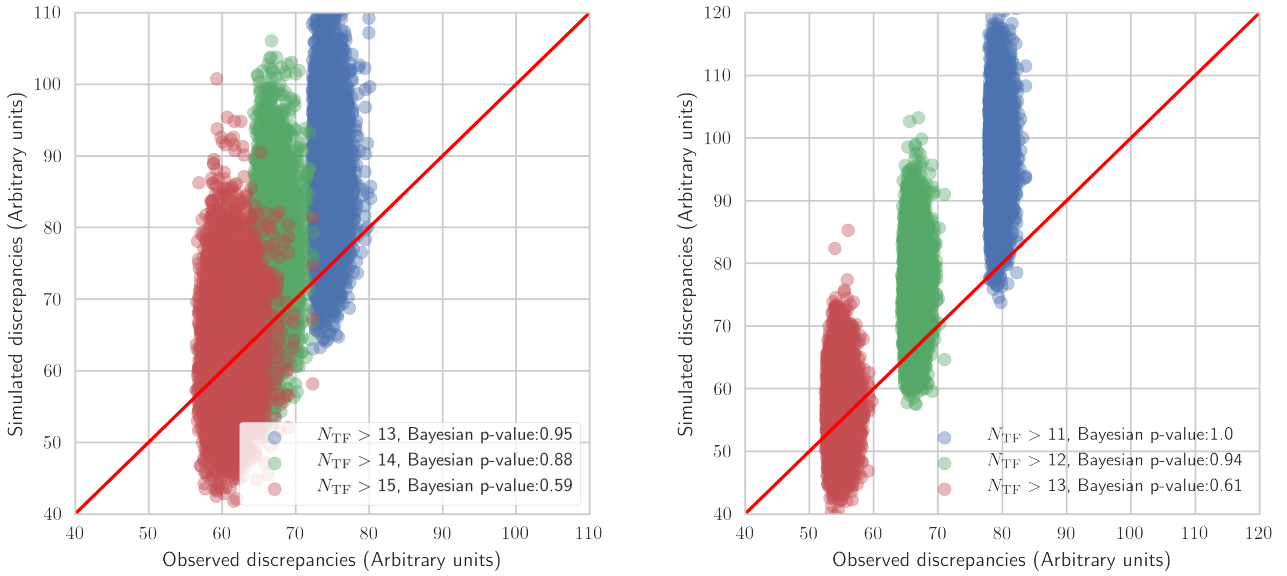 110
100
90
80
70
60
50
40
40 50 60 70 80 90 100 110
Simulated discrepancies (Arbitrary units)
Observed discrepancies (Arbitrary units)
N_TF > 13, Bayesian p-value:0.95
N_TF > 14, Bayesian p-value:0.88
N_TF > 15, Bayesian p-value:0.59
120
110
100
90
80
70
60
50
40
40 50 60 70 80 90 100 110 120
Simulated discrepancies (Arbitrary units)
Observed discrepancies (Arbitrary units)
N_TF > 11, Bayesian p-value:1.0
N_TF > 12, Bayesian p-value:0.94
N_TF > 13, Bayesian p-value:0.61